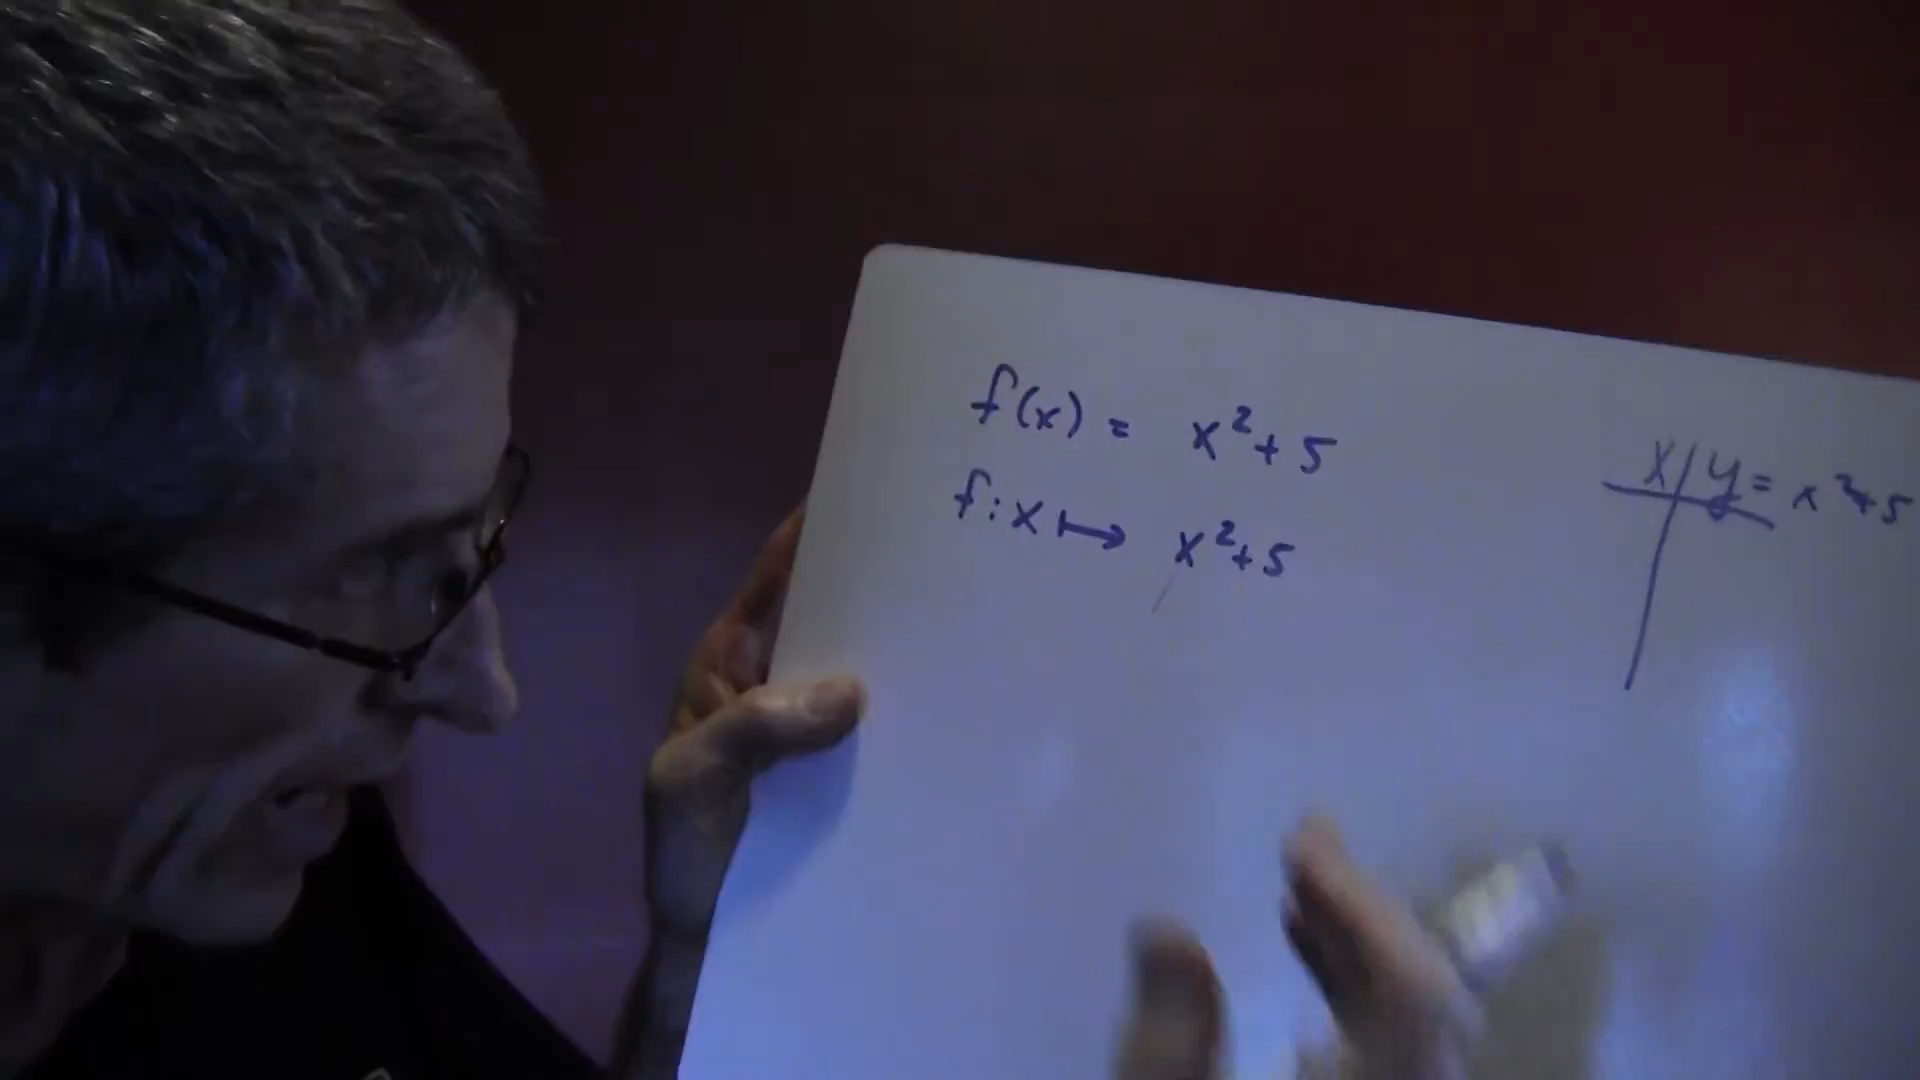 f(x) = x²+5
f: x ↦ x²+5
x | y = x²+5